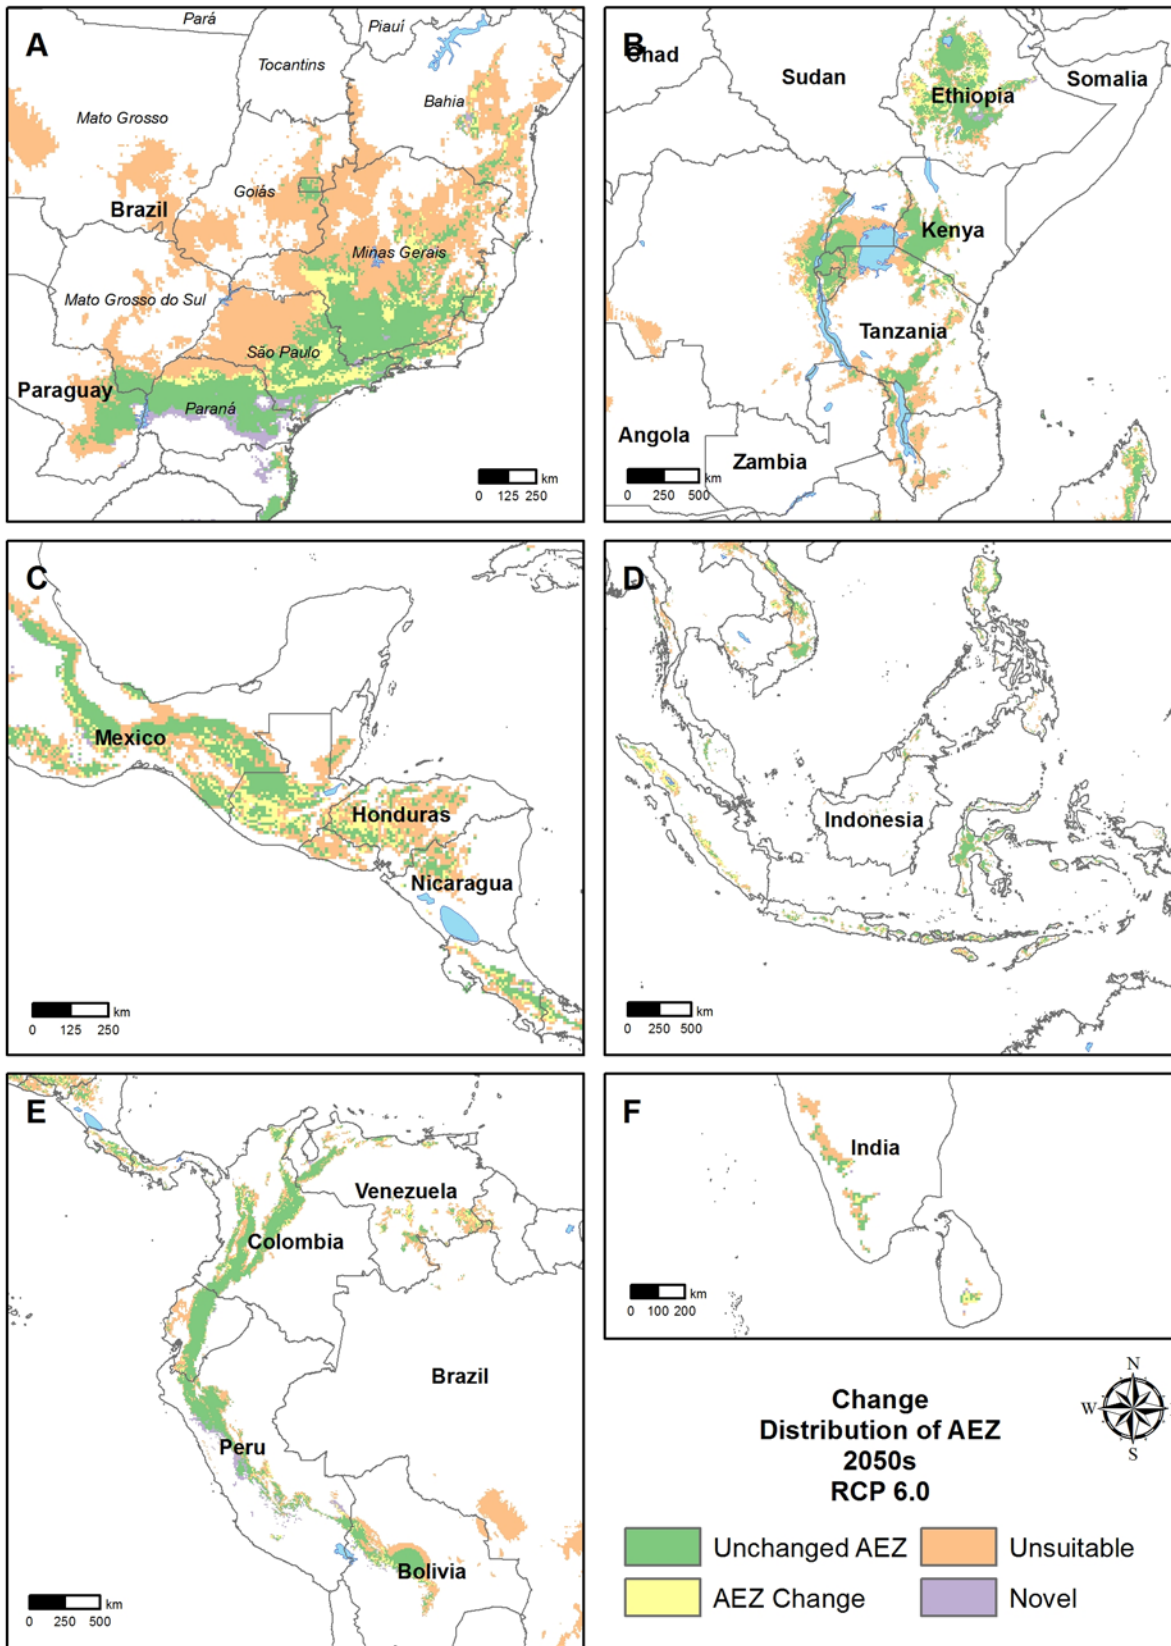 A
Pará
Piauí
Tocantins
Bahia
Mato Grosso
Goiás
Brazil
Minas Gerais
Mato Grosso do Sul
São Paulo
Paraguay
Paraná
km
0 125 250
B
Chad
Sudan
Somalia
Ethiopia
Kenya
Tanzania
Angola
Zambia
km
0 250 500
C
Mexico
Honduras
Nicaragua
km
0 125 250
D
Indonesia
km
0 250 500
E
Venezuela
Colombia
Brazil
Peru
Bolivia
km
0 250 500
F
India
km
0 100 200
N
W E
S
Change
Distribution of AEZ
2050s
RCP 6.0
Unchanged AEZ
Unsuitable
AEZ Change
Novel